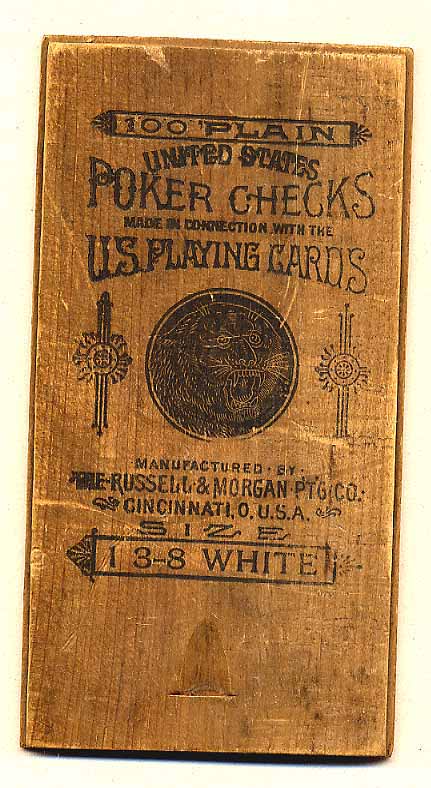 100 PLAIN
UNITED STATES
POKER CHECKS
MADE IN CONNECTION WITH THE
U.S. PLAYING CARDS
MANUFACTURED · BY ·
THE · RUSSELL & MORGAN · PTG · CO ·
CINCINNATI, O. U.S.A.
SIZE
1 3-8 WHITE